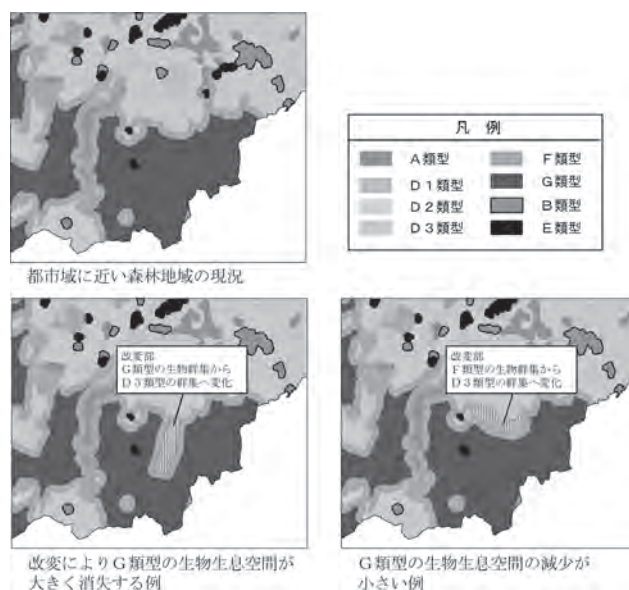 凡 例
A類型
F類型
D1類型
G類型
D2類型
B類型
D3類型
E類型
都市域に近い森林地域の現況
改変部
G類型の生物群集から
D3類型の群集へ変化
改変によりG類型の生物生息空間が
大きく消失する例
改変部
F類型の生物群集から
D3類型の群集へ変化
G類型の生物生息空間の減少が
小さい例